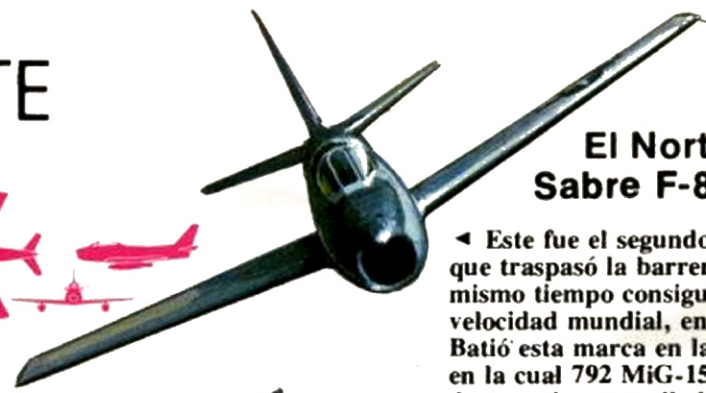 TE
El Nort
Sabre F-8
◄ Este fue el segundo
que traspasó la barrer
mismo tiempo consigu
velocidad mundial, en
Batió esta marca en la
en la cual 792 MiG-15